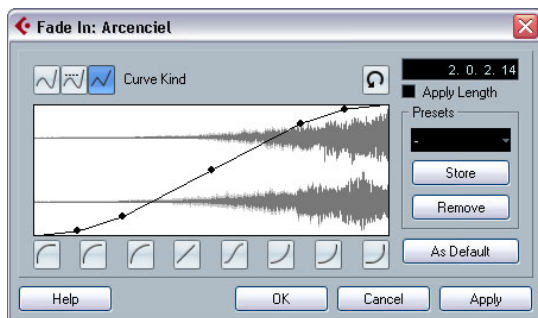 Fade In: Arcenciel
Curve Kind
2. 0. 2. 14
Apply Length
Presets
-
Store
Remove
As Default
Help
OK
Cancel
Apply